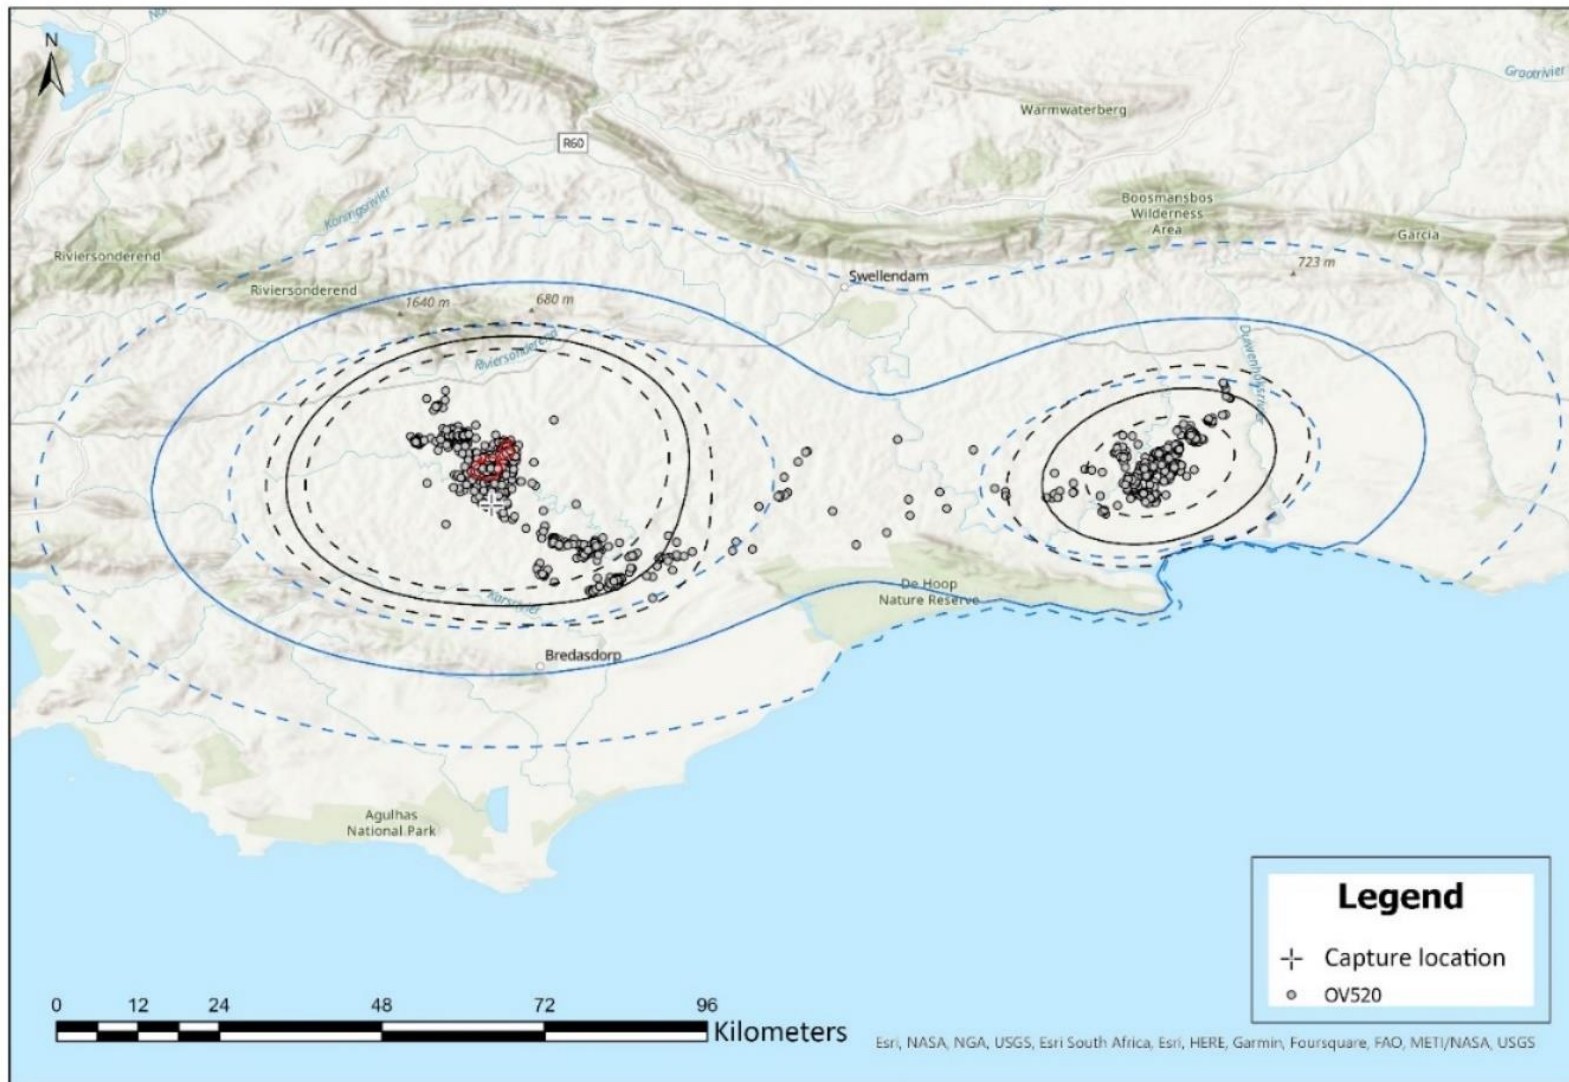 N
Grootrivier
Warmwaterberg
R60
Koningsrivier
Boosmansbos
Wilderness
Area
Garcia
Riviersonderend
Riviersonderend
Swellendam
723 m
1640 m
680 m
Riviersonderend
Duiwenhoksrivier
De Hoop
Nature Reserve
Karsrivier
Bredasdorp
Agulhas
National Park
Legend
Capture location
OV520
0 12 24 48 72 96
Kilometers
Esri, NASA, NGA, USGS, Esri South Africa, Esri, HERE, Garmin, Foursquare, FAO, METI/NASA, USGS